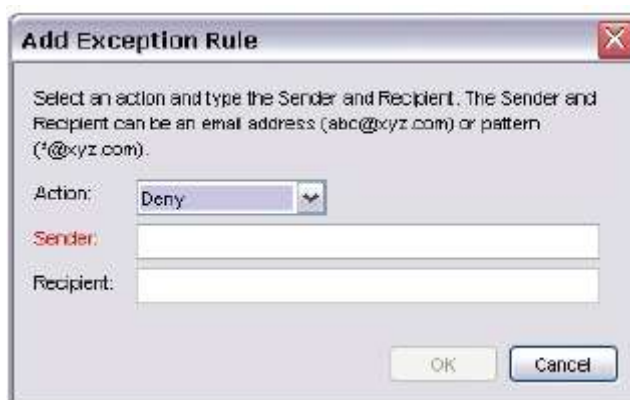 Add Exception Rule
Select an action and type the Sender and Recipient. The Sender and
Recipient can be an email address (abc@xyz.com) or pattern
(*@xyz.com).
Action:
Deny
Sender:
Recipient:
OK
Cancel